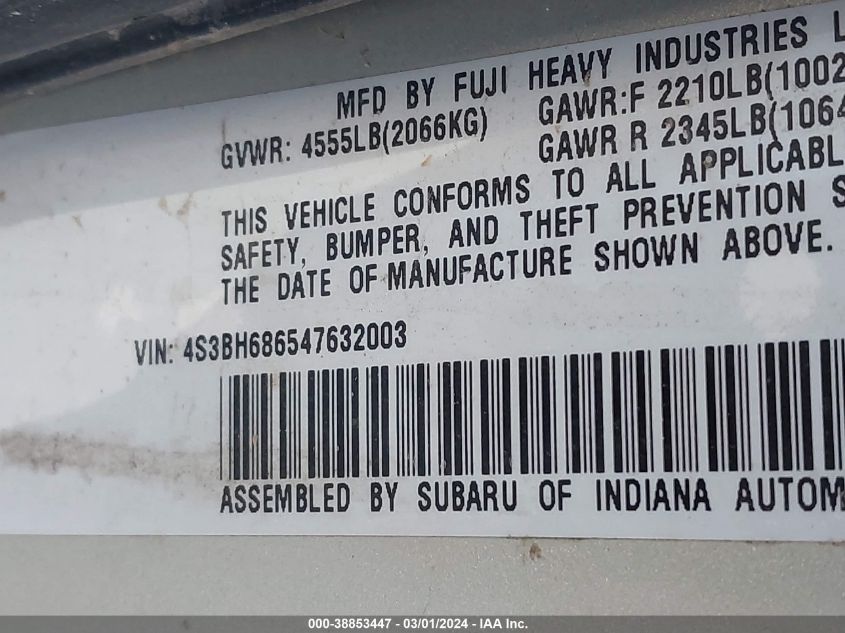 MFD BY FUJI HEAVY INDUSTRIES L
GVWR: 4555LB(2066KG) GAWR:F 2210LB(1002
GAWR R 2345LB(1064
THIS VEHICLE CONFORMS TO ALL APPLICABL
SAFETY, BUMPER, AND THEFT PREVENTION S
THE DATE OF MANUFACTURE SHOWN ABOVE.
VIN: 4S3BH686547632003
ASSEMBLED BY SUBARU OF INDIANA AUTOM
000-38853447 - 03/01/2024 - IAA Inc.